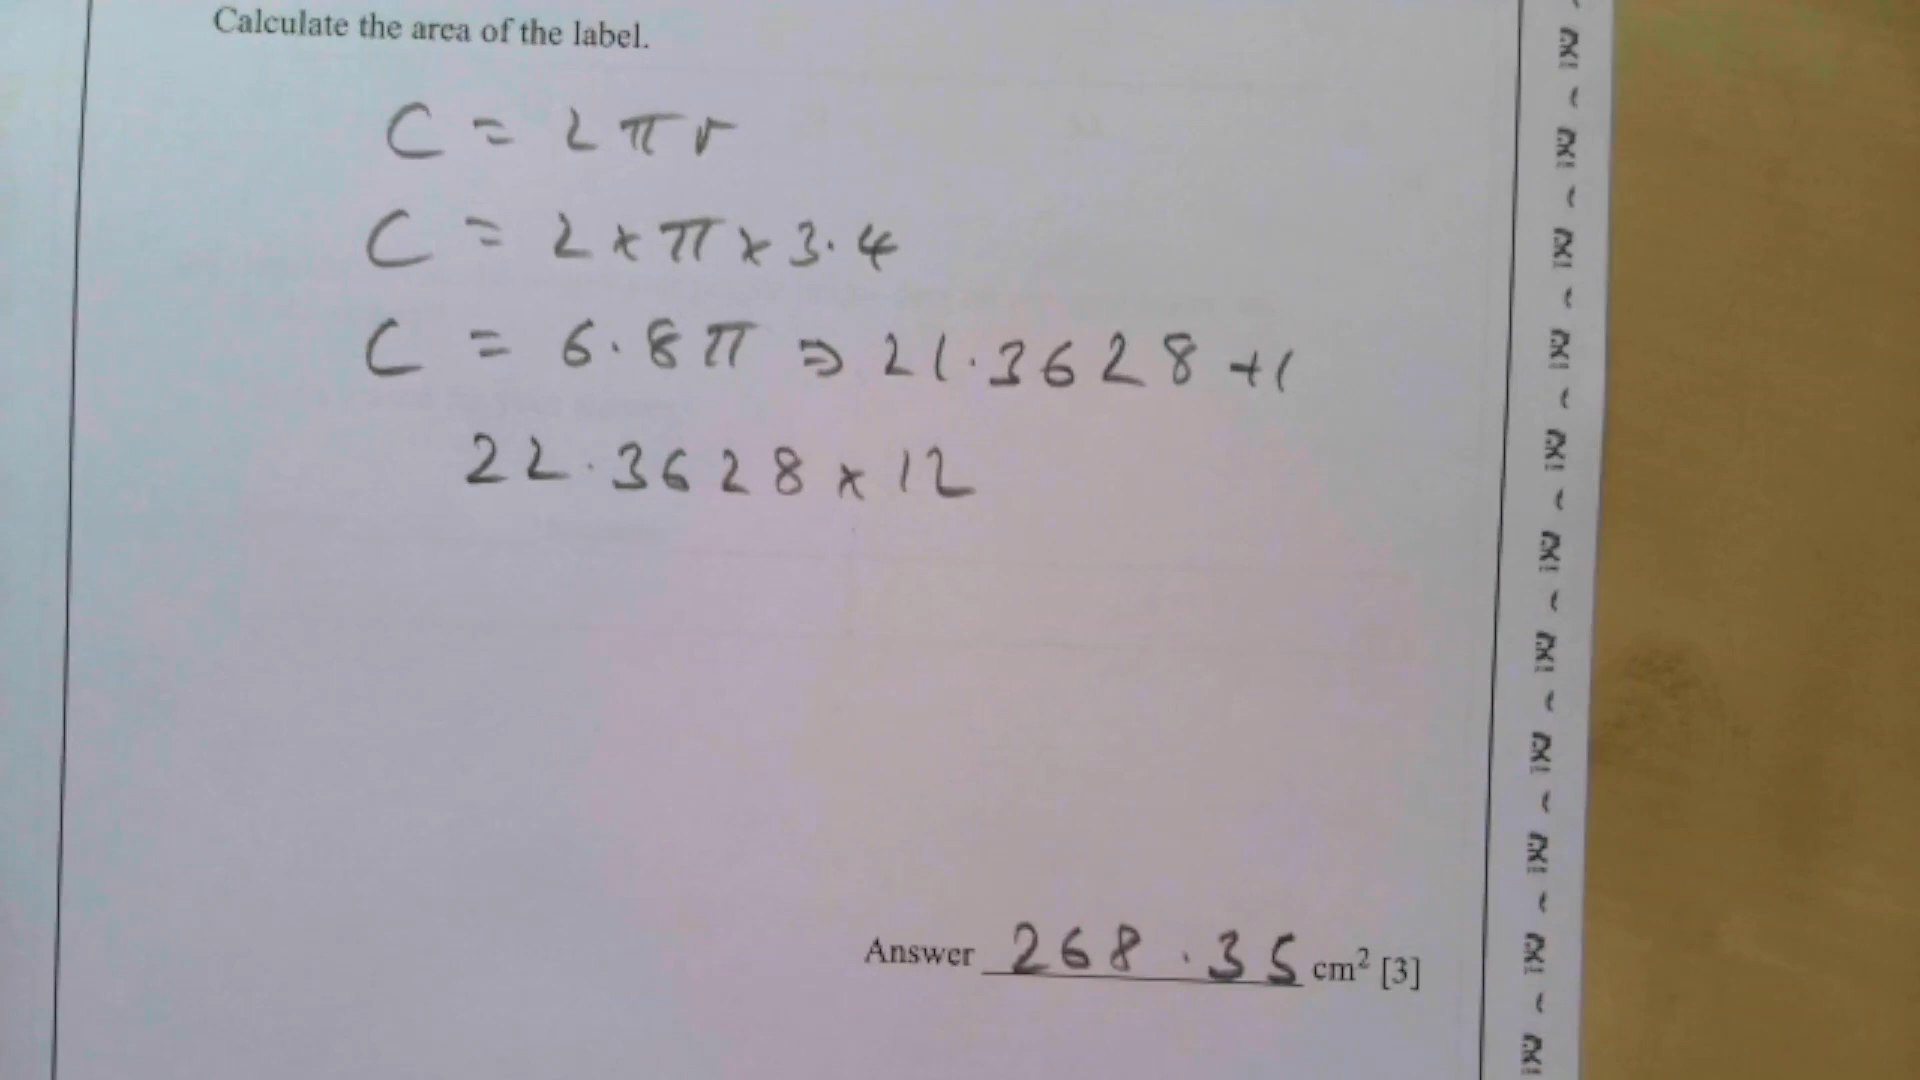 Calculate the area of the label.
C = 2πr
C = 2 × π × 3.4
C = 6.8π ⇒ 21.3628 +1
22.3628 × 12
Answer 268.35 cm² [3]